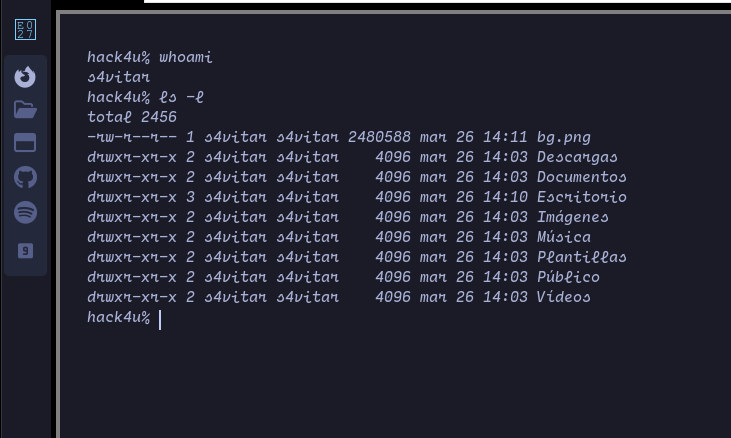 E0
27
hack4u% whoami
s4vitar
hack4u% ls -l
total 2456
-rw-r--r-- 1 s4vitar s4vitar 2480588 mar 26 14:11 bg.png
drwxr-xr-x 2 s4vitar s4vitar    4096 mar 26 14:03 Descargas
drwxr-xr-x 2 s4vitar s4vitar    4096 mar 26 14:03 Documentos
drwxr-xr-x 3 s4vitar s4vitar    4096 mar 26 14:10 Escritorio
drwxr-xr-x 2 s4vitar s4vitar    4096 mar 26 14:03 Imágenes
drwxr-xr-x 2 s4vitar s4vitar    4096 mar 26 14:03 Música
drwxr-xr-x 2 s4vitar s4vitar    4096 mar 26 14:03 Plantillas
drwxr-xr-x 2 s4vitar s4vitar    4096 mar 26 14:03 Público
drwxr-xr-x 2 s4vitar s4vitar    4096 mar 26 14:03 Vídeos
hack4u%
9